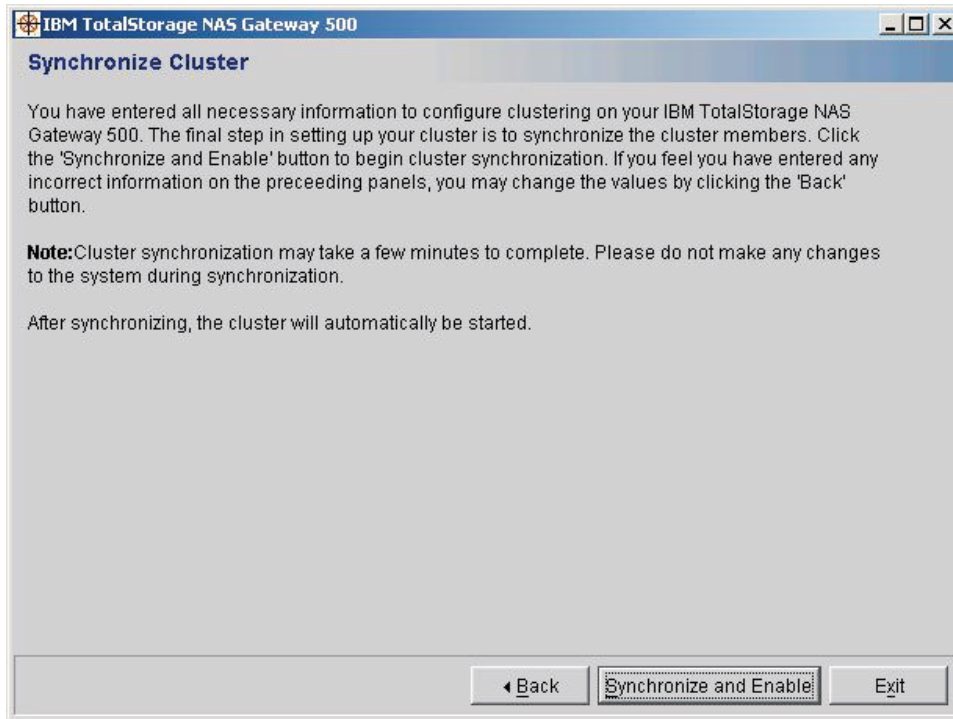 IBM TotalStorage NAS Gateway 500
Synchronize Cluster
You have entered all necessary information to configure clustering on your IBM TotalStorage NAS
Gateway 500. The final step in setting up your cluster is to synchronize the cluster members. Click
the 'Synchronize and Enable' button to begin cluster synchronization. If you feel you have entered any
incorrect information on the preceeding panels, you may change the values by clicking the 'Back'
button.
Note:Cluster synchronization may take a few minutes to complete. Please do not make any changes
to the system during synchronization.
After synchronizing, the cluster will automatically be started.
Back
Synchronize and Enable
Exit